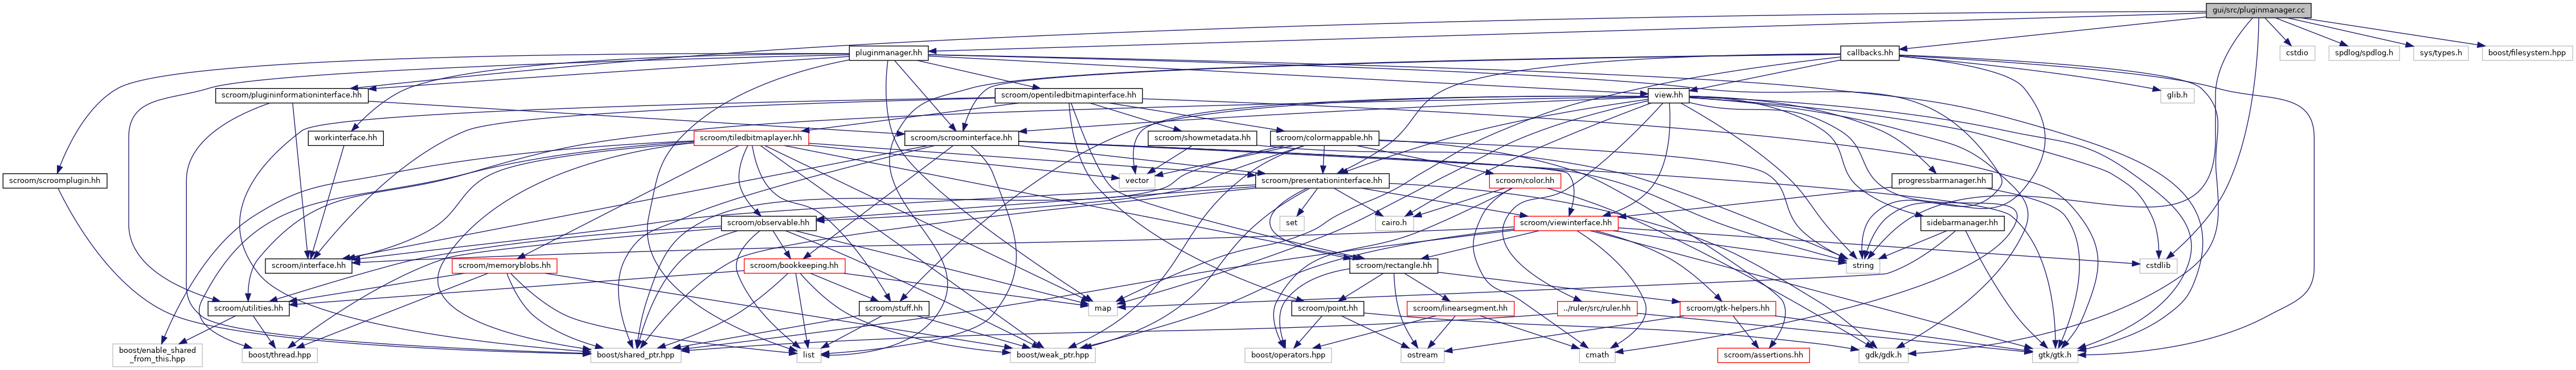 gui/src/pluginmanager.cc
pluginmanager.hh
callbacks.hh
cstdio
spdlog/spdlog.h
sys/types.h
boost/filesystem.hpp
scroom/plugininformationinterface.hh
scroom/opentiledbitmapinterface.hh
view.hh
glib.h
workinterface.hh
scroom/tiledbitmaplayer.hh
scroom/scroominterface.hh
scroom/showmetadata.hh
scroom/colormappable.hh
scroom/scroomplugin.hh
vector
scroom/presentationinterface.hh
scroom/color.hh
progressbarmanager.hh
scroom/observable.hh
set
cairo.h
scroom/viewinterface.hh
sidebarmanager.hh
scroom/interface.hh
scroom/memoryblobs.hh
scroom/bookkeeping.hh
scroom/rectangle.hh
string
cstdlib
scroom/utilities.hh
scroom/stuff.hh
map
scroom/point.hh
scroom/linearsegment.hh
../ruler/src/ruler.hh
scroom/gtk-helpers.hh
boost/enable_shared
_from_this.hpp
boost/thread.hpp
boost/shared_ptr.hpp
list
boost/weak_ptr.hpp
boost/operators.hpp
ostream
cmath
scroom/assertions.hh
gdk/gdk.h
gtk/gtk.h